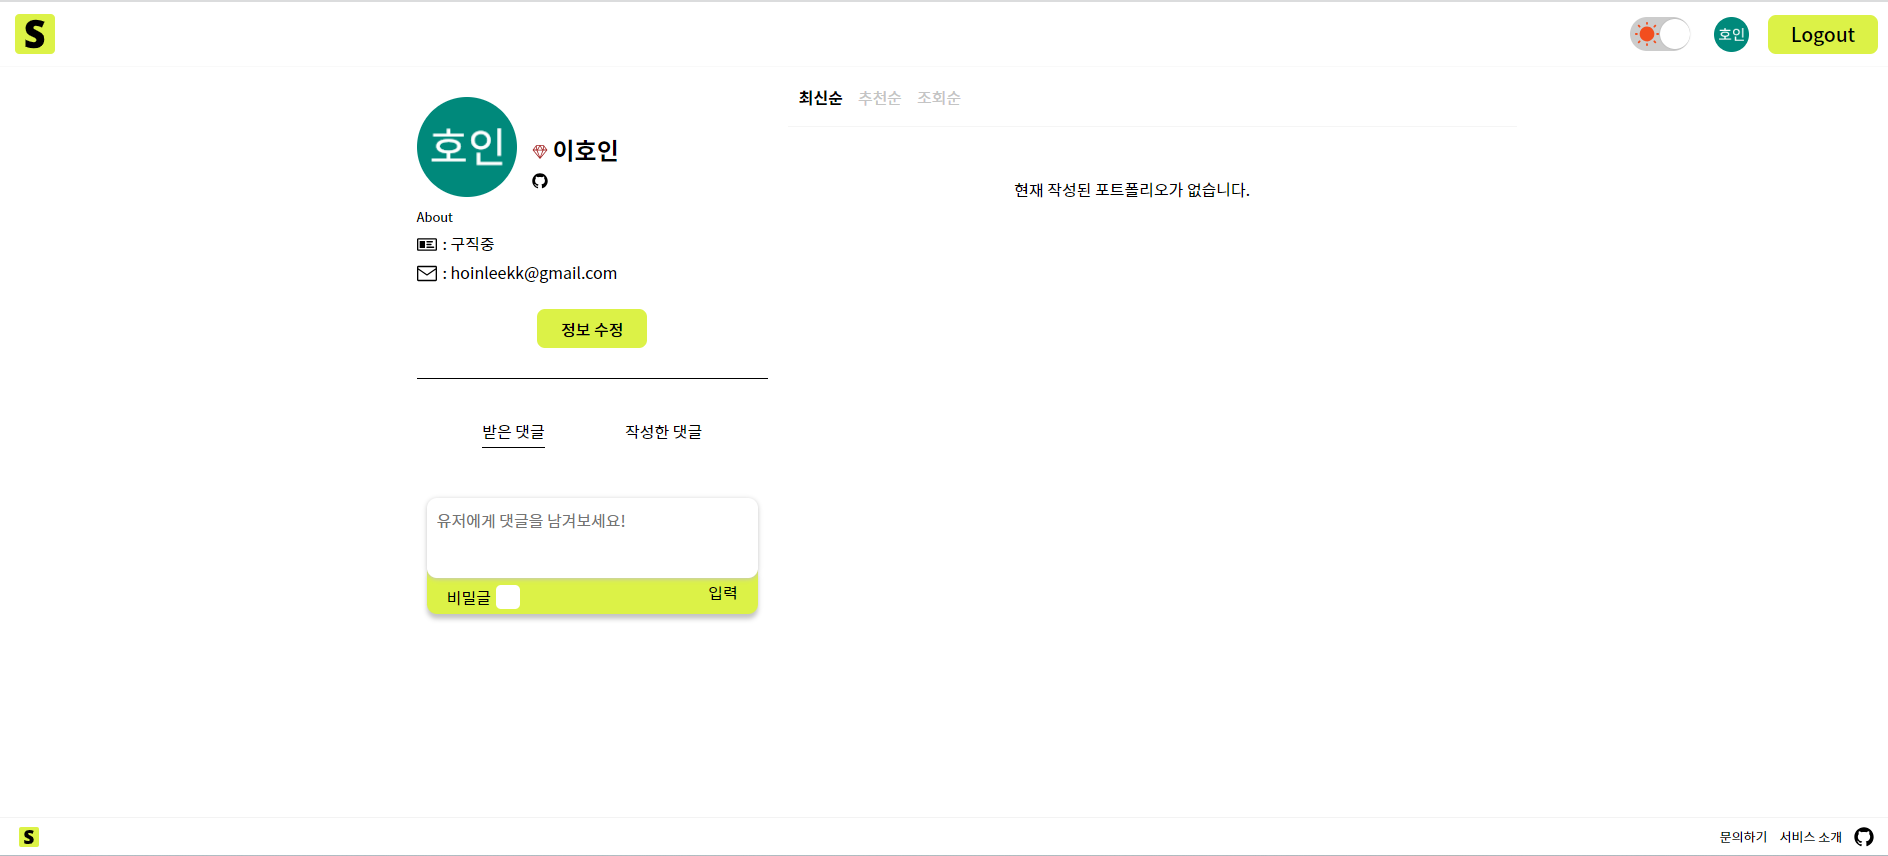 S
호인
Logout
호인
이호인
About
: 구직중
: hoinleekk@gmail.com
정보 수정
받은 댓글 작성한 댓글
유저에게 댓글을 남겨보세요!
비밀글 입력
최신순 추천순 조회순
현재 작성된 포트폴리오가 없습니다.
S
문의하기 서비스 소개